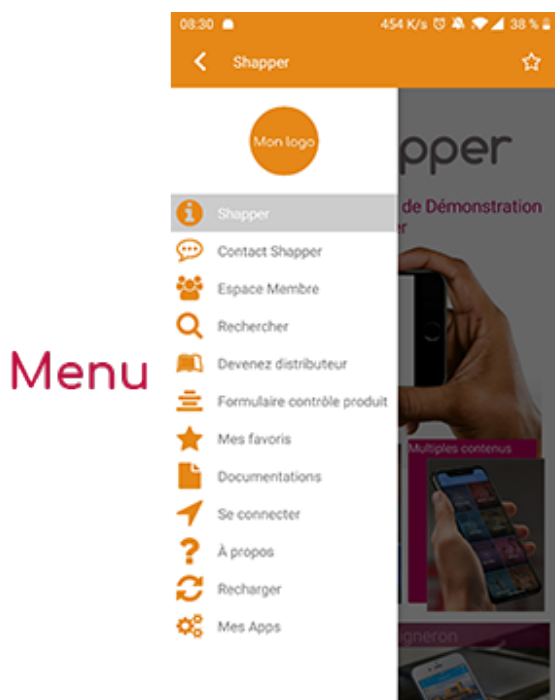 08:30 454 K/s 38 %
Shapper
Mon logo
pper
Shapper
de Démonstration
Contact Shapper
Espace Membre
Rechercher
Menu
Devenez distributeur
Formulaire contrôle produit
Mes favoris
Multiples contenus
Documentations
Se connecter
À propos
Recharger
Mes Apps
igneron